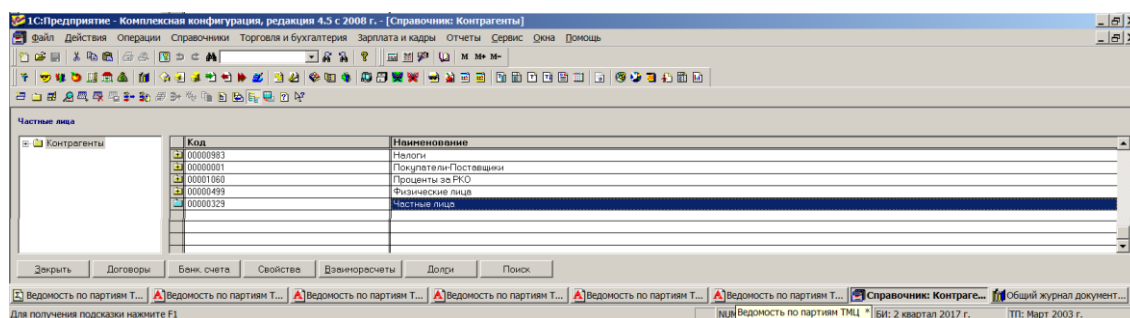 1С:Предприятие - Комплексная конфигурация, редакция 4.5 с 2008 г. - [Справочник: Контрагенты]
Файл Действия Операции Справочники Торговля и бухгалтерия Зарплата и кадры Отчеты Сервис Окна Помощь
M M+ M-
Частные лица
Контрагенты
Код Наименование
00000983 Налоги
00000001 Покупатели-Поставщики
00001060 Проценты за РКО
00000499 Физические лица
00000329 Частные лица
Закрыть Договоры Банк. счета Свойства Взаиморасчеты Долги Поиск
Ведомость по партиям Т... Ведомость по партиям Т... Ведомость по партиям Т... Ведомость по партиям Т... Ведомость по партиям Т... Ведомость по партиям Т... Справочник: Контраге... Общий журнал документ...
Для получения подсказки нажмите F1 NUM Ведомость по партиям ТМЦ * БИ: 2 квартал 2017 г. ТП: Март 2003 г.